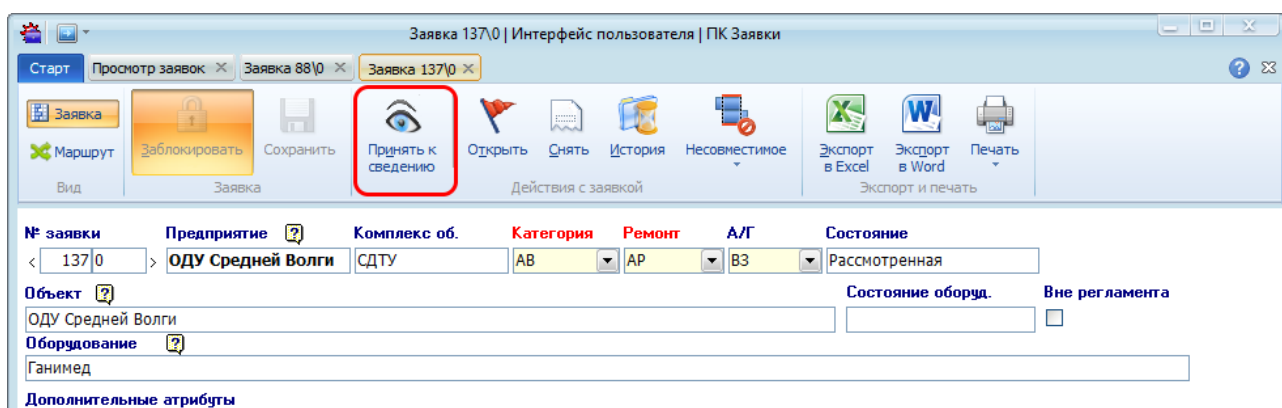 Заявка 137\0 | Интерфейс пользователя | ПК Заявки
Старт Просмотр заявок Заявка 88\0 Заявка 137\0
Заявка
Маршрут
Вид
Заблокировать Сохранить
Заявка
Принять к сведению Открыть Снять История Несовместимое
Действия с заявкой
Экспорт в Excel Экспорт в Word Печать
Экспорт и печать
№ заявки Предприятие ? Комплекс об. Категория Ремонт А/Г Состояние
< 137 0 > ОДУ Средней Волги СДТУ АВ АР ВЗ Рассмотренная
Объект ? Состояние оборуд. Вне регламента
ОДУ Средней Волги
Оборудование ?
Ганимед
Дополнительные атрибуты